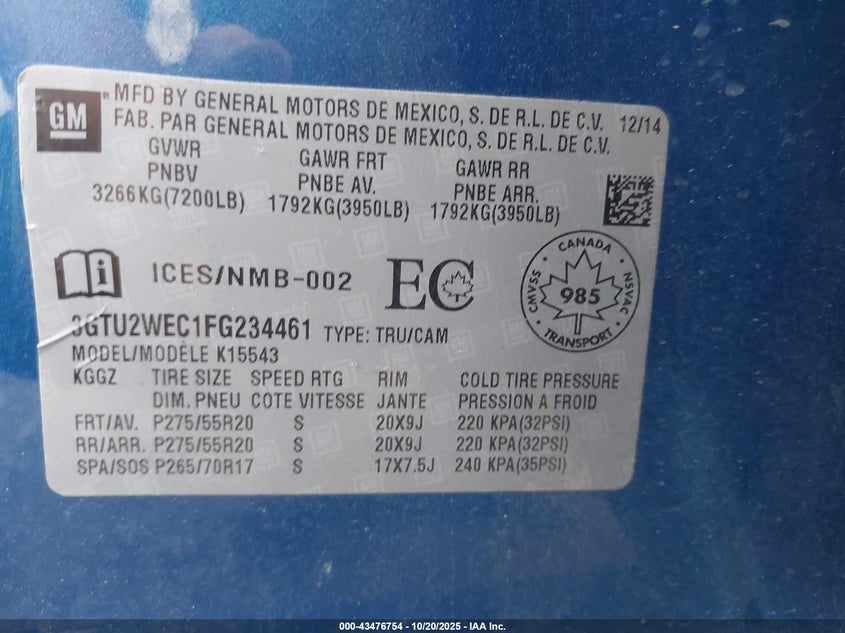 GM
MFD BY GENERAL MOTORS DE MEXICO, S. DE R.L. DE C.V. 12/14
FAB. PAR GENERAL MOTORS DE MEXICO, S. DE R.L. DE C.V.
GVWR GAWR FRT GAWR RR
PNBV PNBE AV. PNBE ARR.
3266KG(7200LB) 1792KG(3950LB) 1792KG(3950LB)
i ICES/NMB-002 EC
CANADA
CMVSS 985 NSVAC
TRANSPORT
3GTU2WEC1FG234461 TYPE: TRU/CAM
MODEL/MODÈLE K15543
KGGZ TIRE SIZE SPEED RTG RIM COLD TIRE PRESSURE
DIM. PNEU COTE VITESSE JANTE PRESSION A FROID
FRT/AV. P275/55R20 S 20X9J 220 KPA(32PSI)
RR/ARR. P275/55R20 S 20X9J 220 KPA(32PSI)
SPA/SOS P265/70R17 S 17X7.5J 240 KPA(35PSI)
000-43476754 - 10/20/2025 - IAA Inc.